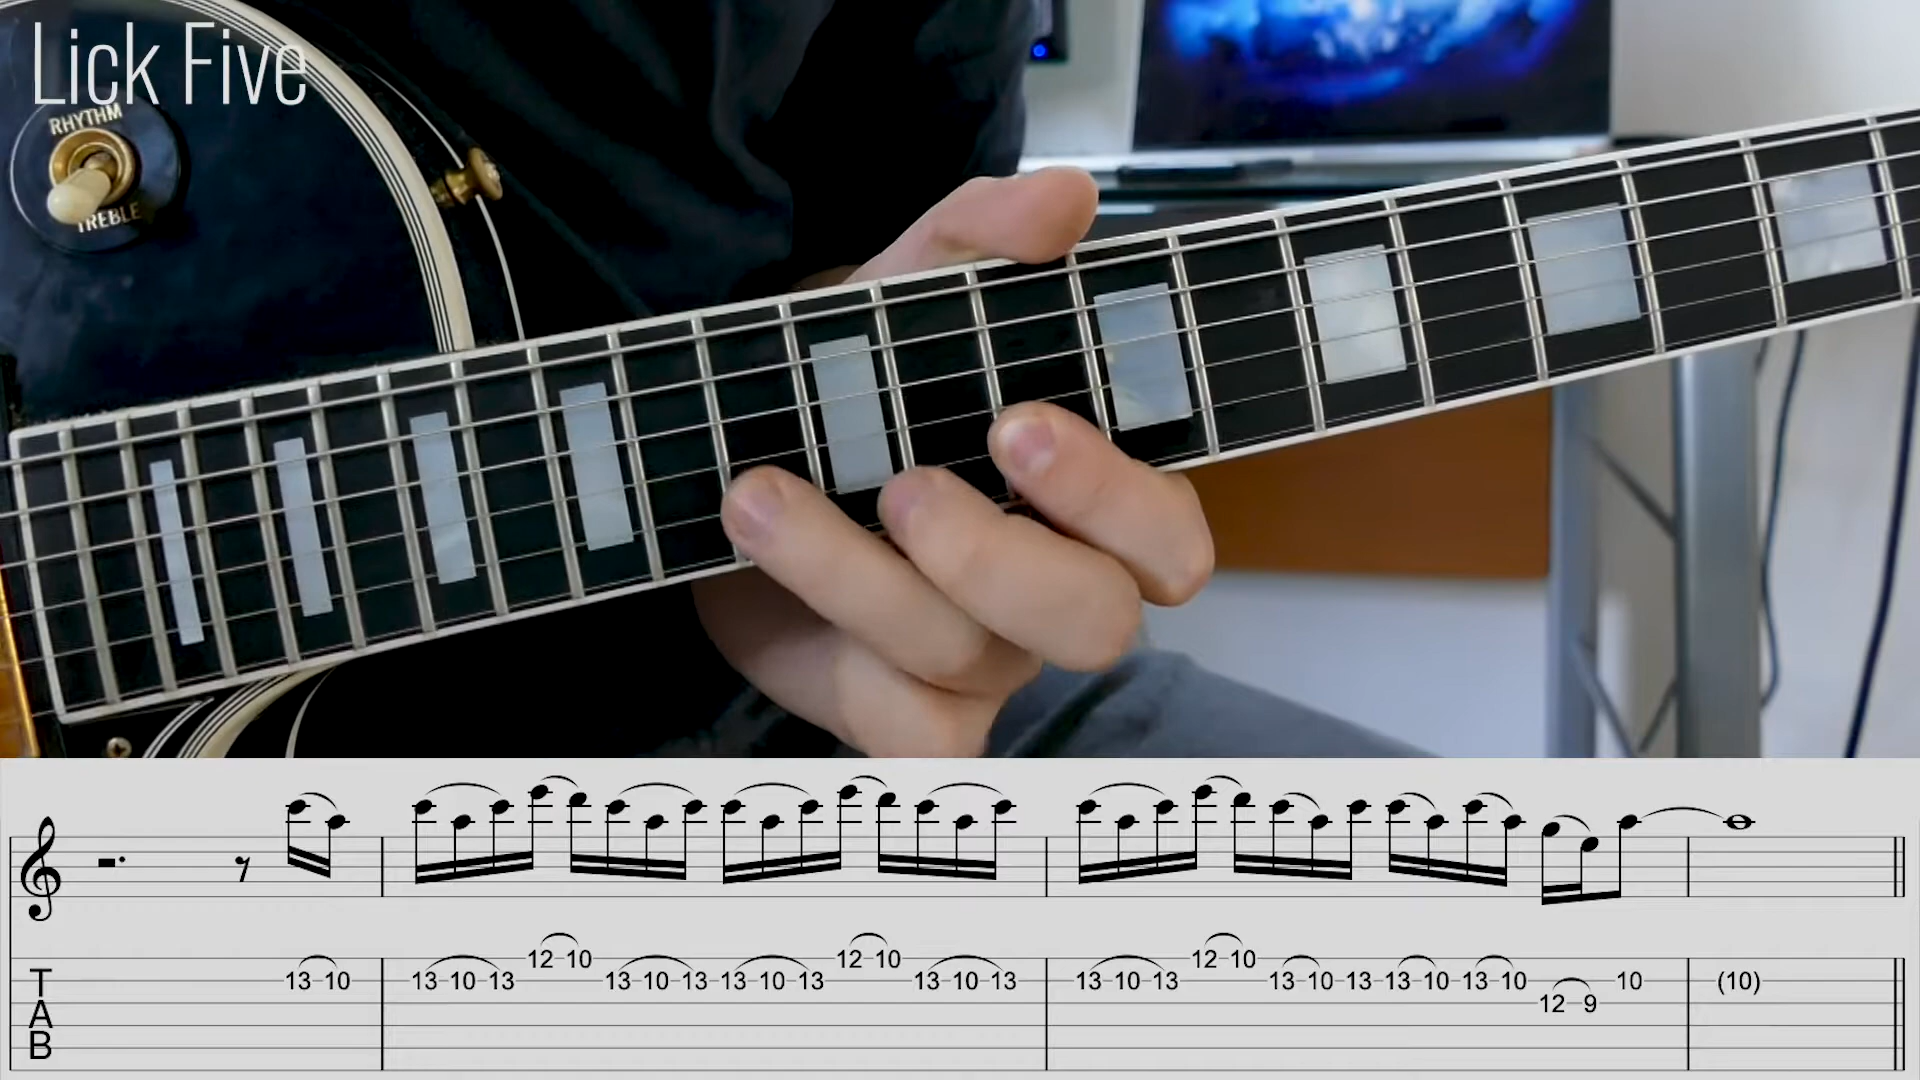 Lick Five
RHYTHM
TREBLE
12 10 12 10 12 10
13 10 13 10 13 13 10 13 13 10 13 13 10 13 13 10 13 13 10 13 13 10 13 10 10 (10)
12 9
TAB